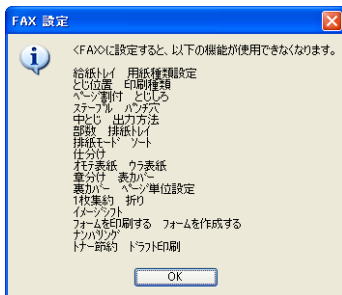 FAX 設定
<FAX>に設定すると、以下の機能が使用できなくなります。
給紙トレイ　用紙種類設定
とじ位置　印刷種類
ページ割付　とじしろ
ステープル　パンチ穴
中とじ　出力方法
部数　排紙トレイ
排紙モード　ソート
仕分け
オモテ表紙　ウラ表紙
章分け　表カバー
裏カバー　ページ単位設定
1枚集約　折り
イメージシフト
フォームを印刷する　フォームを作成する
ナンバリング
トナー節約　ドラフト印刷
OK